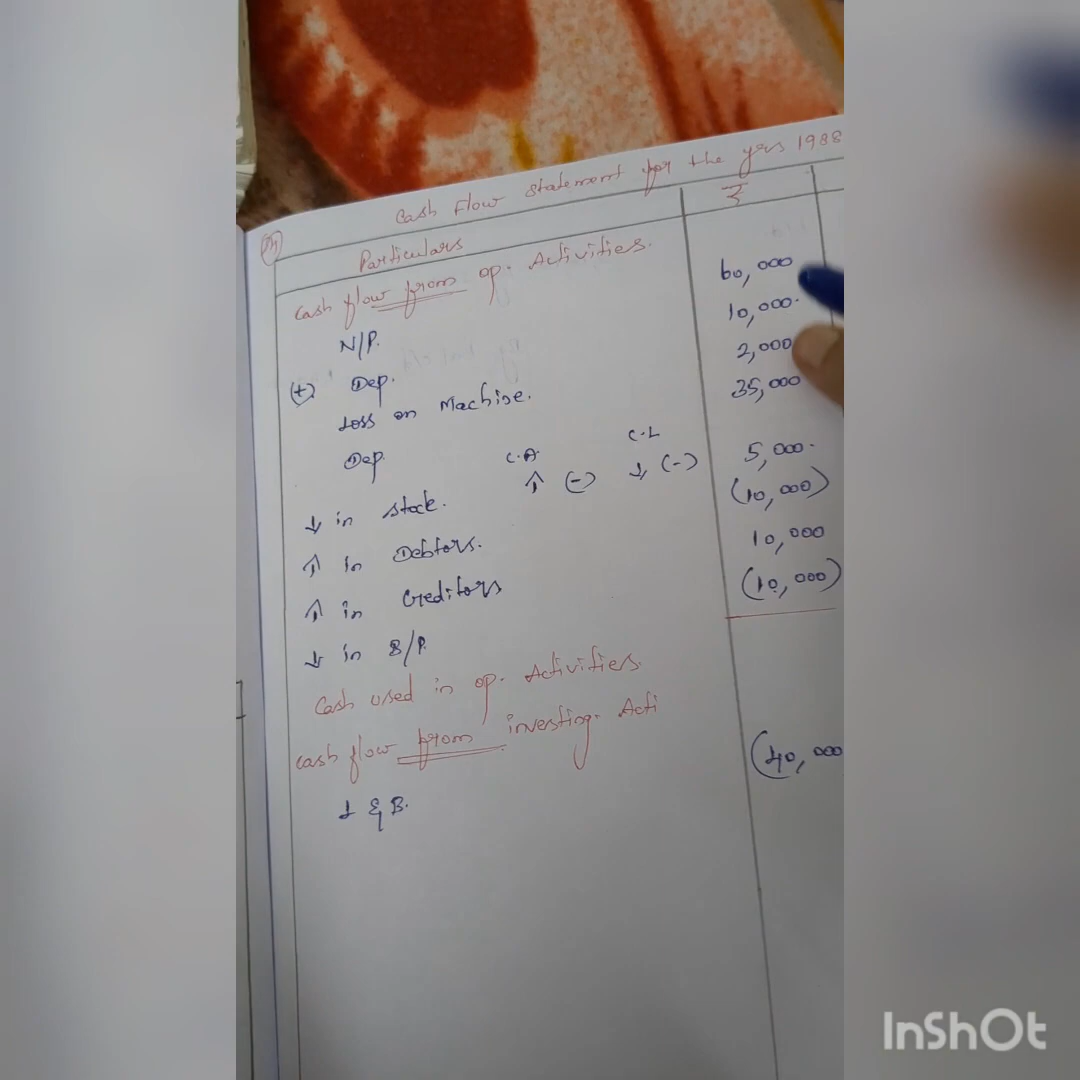 Cash Flow Statement for the yrs 1988
Particulars ₹
Cash flow from op. Activities.
N/P. 60,000
(+) Dep. 10,000.
Loss on Machine. 2,000
Dep. 35,000
C.A. C.L
↑ (-) ↓ (-)
↓ in stock. 5,000.
↑ in Debtors. (10,000)
↑ in Creditors 10,000
↓ in B/P. (10,000)
Cash used in op. Activities.
Cash flow from investing. Acti
L & B. (40,000
InShOt